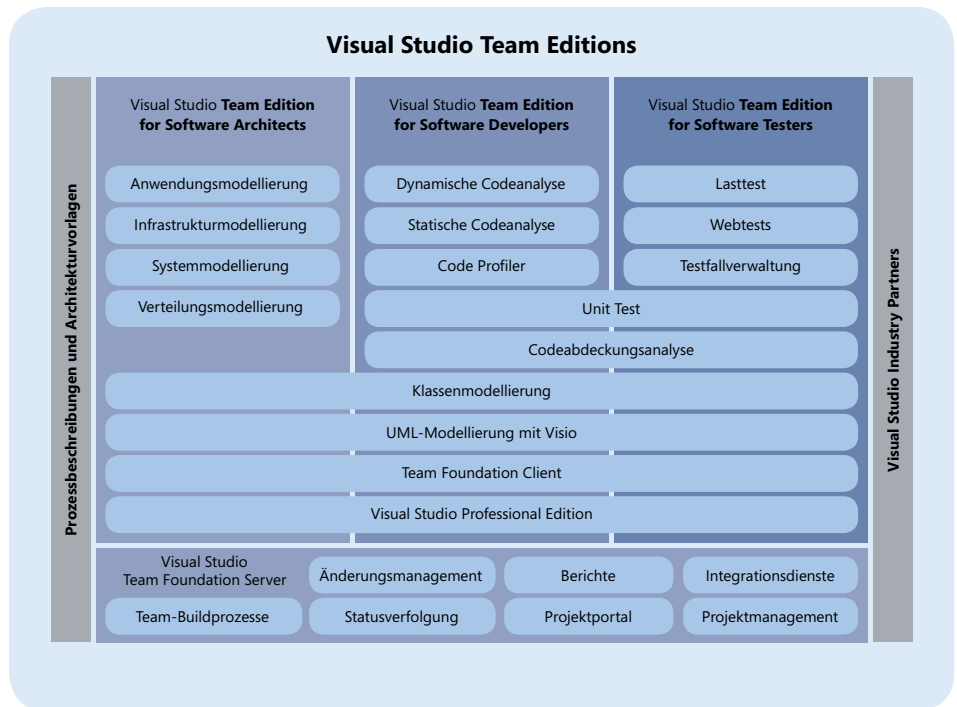 Visual Studio Team Editions
Prozessbeschreibungen und Architekturvorlagen
Visual Studio Team Edition
for Software Architects
Anwendungsmodellierung
Infrastrukturmodellierung
Systemmodellierung
Verteilungsmodellierung
Visual Studio Team Edition
for Software Developers
Dynamische Codeanalyse
Statische Codeanalyse
Code Profiler
Visual Studio Team Edition
for Software Testers
Lasttest
Webtests
Testfallverwaltung
Unit Test
Codeabdeckungsanalyse
Klassenmodellierung
UML-Modellierung mit Visio
Team Foundation Client
Visual Studio Professional Edition
Visual Studio
Team Foundation Server
Änderungsmanagement
Berichte
Integrationsdienste
Team-Buildprozesse
Statusverfolgung
Projektportal
Projektmanagement
Visual Studio Industry Partners